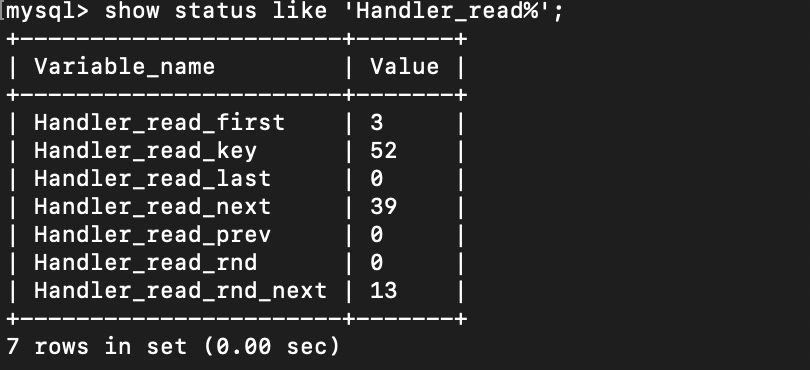 [mysql> show status like 'Handler_read%';
+-----------------------+-------+
| Variable_name         | Value |
+-----------------------+-------+
| Handler_read_first    | 3     |
| Handler_read_key      | 52    |
| Handler_read_last     | 0     |
| Handler_read_next     | 39    |
| Handler_read_prev     | 0     |
| Handler_read_rnd      | 0     |
| Handler_read_rnd_next | 13    |
+-----------------------+-------+
7 rows in set (0.00 sec)